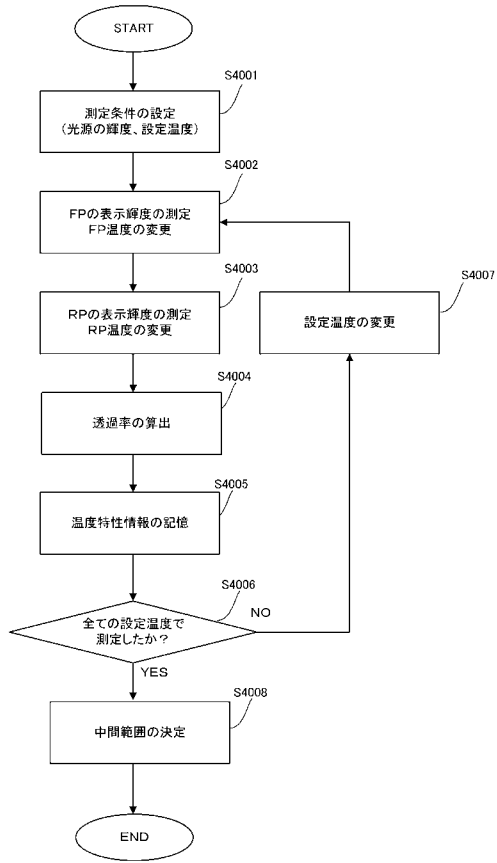 START
S4001
測定条件の設定
(光源の輝度、設定温度)
S4002
FPの表示輝度の測定
FP温度の変更
S4003
RPの表示輝度の測定
RP温度の変更
S4007
設定温度の変更
S4004
透過率の算出
S4005
温度特性情報の記憶
S4006
全ての設定温度で
測定したか？
NO
YES
S4008
中間範囲の決定
END